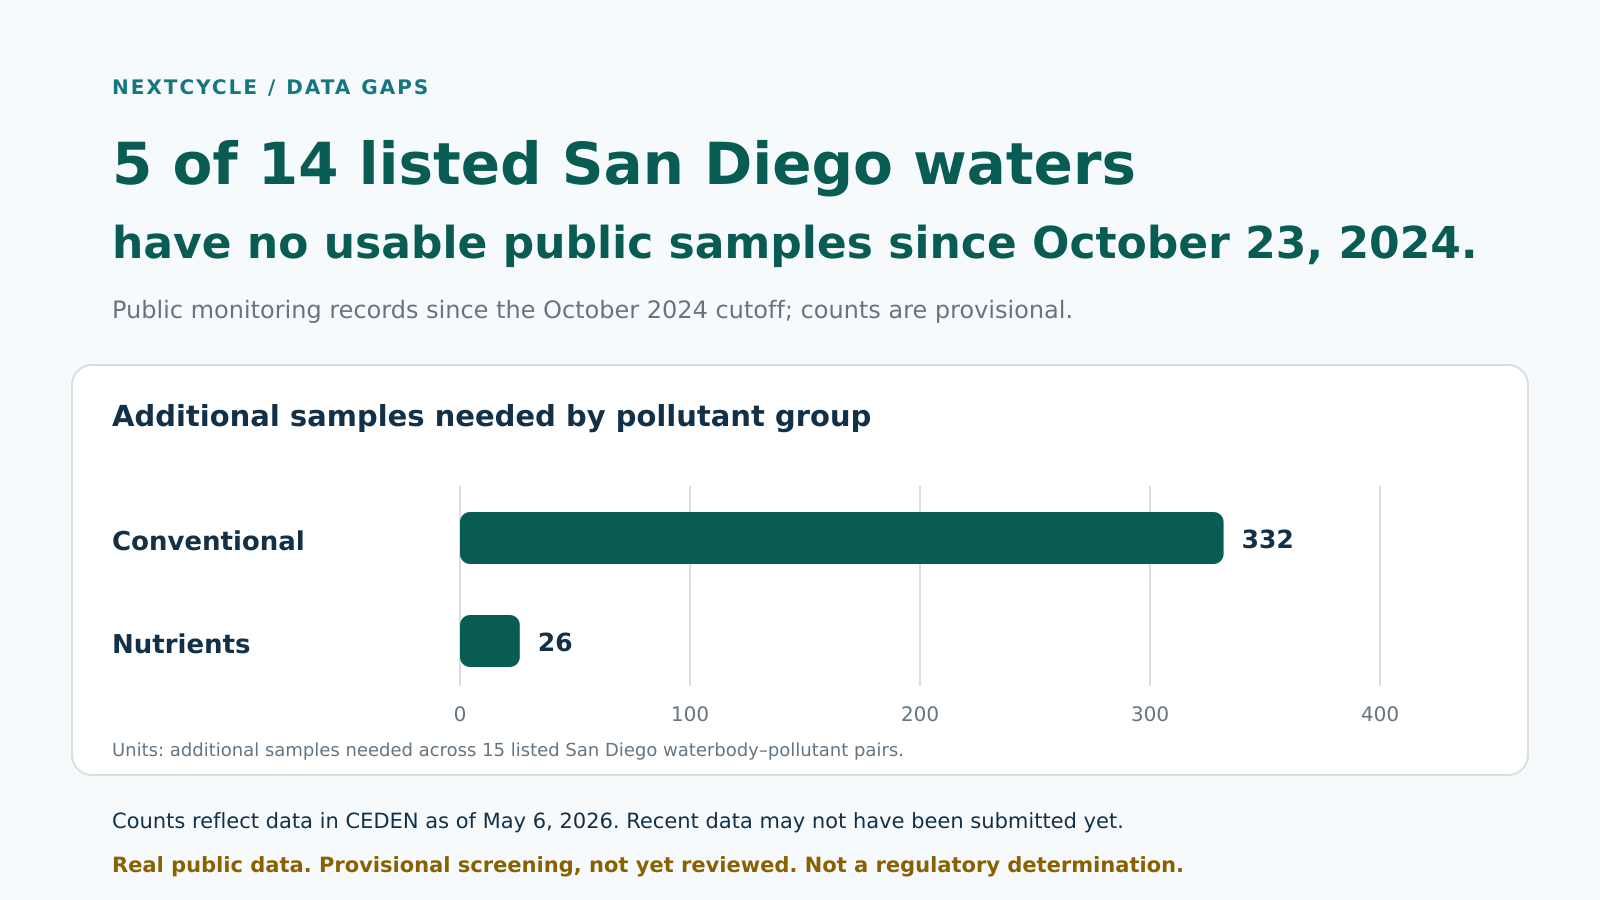 NEXTCYCLE / DATA GAPS
5 of 14 listed San Diego waters
have no usable public samples since October 23, 2024.
Public monitoring records since the October 2024 cutoff; counts are provisional.
Additional samples needed by pollutant group
Conventional
332
Nutrients
26
0 100 200 300 400
Units: additional samples needed across 15 listed San Diego waterbody–pollutant pairs.
Counts reflect data in CEDEN as of May 6, 2026. Recent data may not have been submitted yet.
Real public data. Provisional screening, not yet reviewed. Not a regulatory determination.